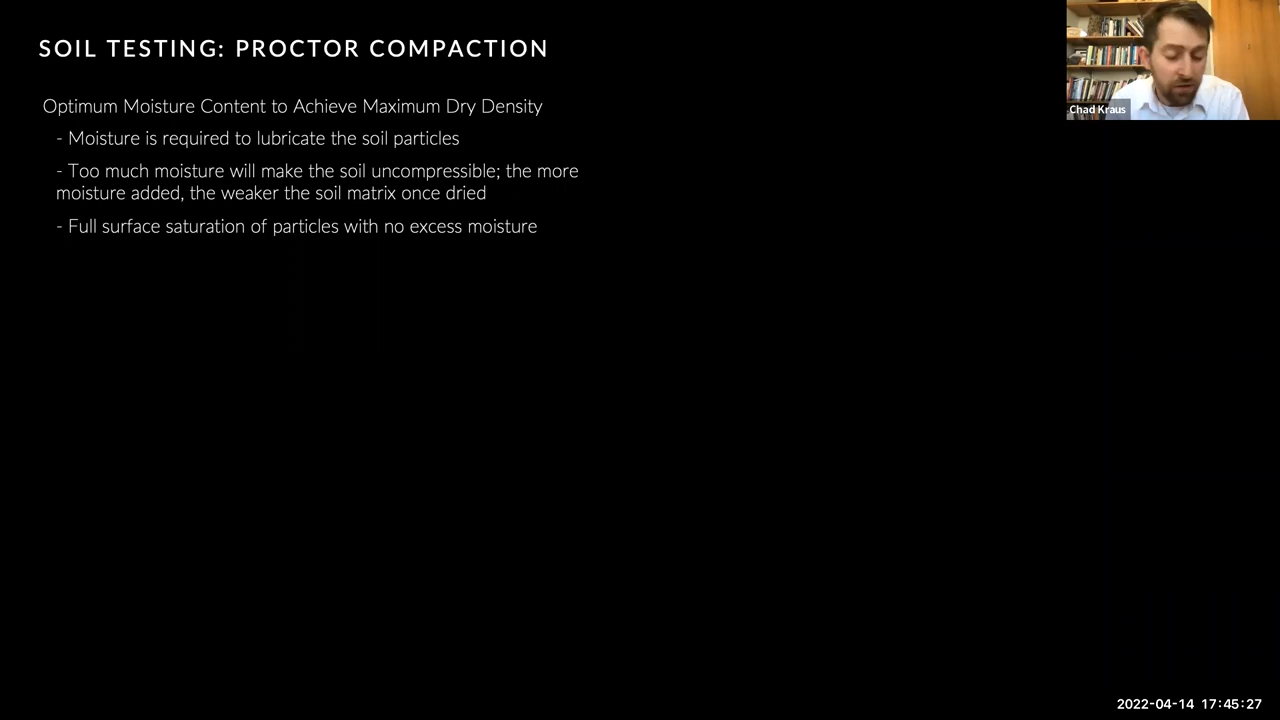 SOIL TESTING: PROCTOR COMPACTION
Optimum Moisture Content to Achieve Maximum Dry Density
- Moisture is required to lubricate the soil particles
- Too much moisture will make the soil uncompressible; the more
moisture added, the weaker the soil matrix once dried
- Full surface saturation of particles with no excess moisture
Chad Kraus
2022-04-14 17:45:27